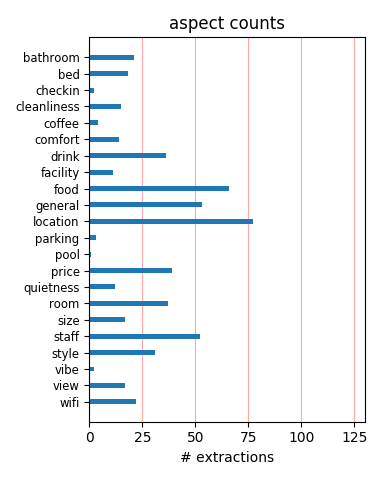 aspect counts
bathroom
bed
checkin
cleanliness
coffee
comfort
drink
facility
food
general
location
parking
pool
price
quietness
room
size
staff
style
vibe
view
wifi
0 25 50 75 100 125
# extractions